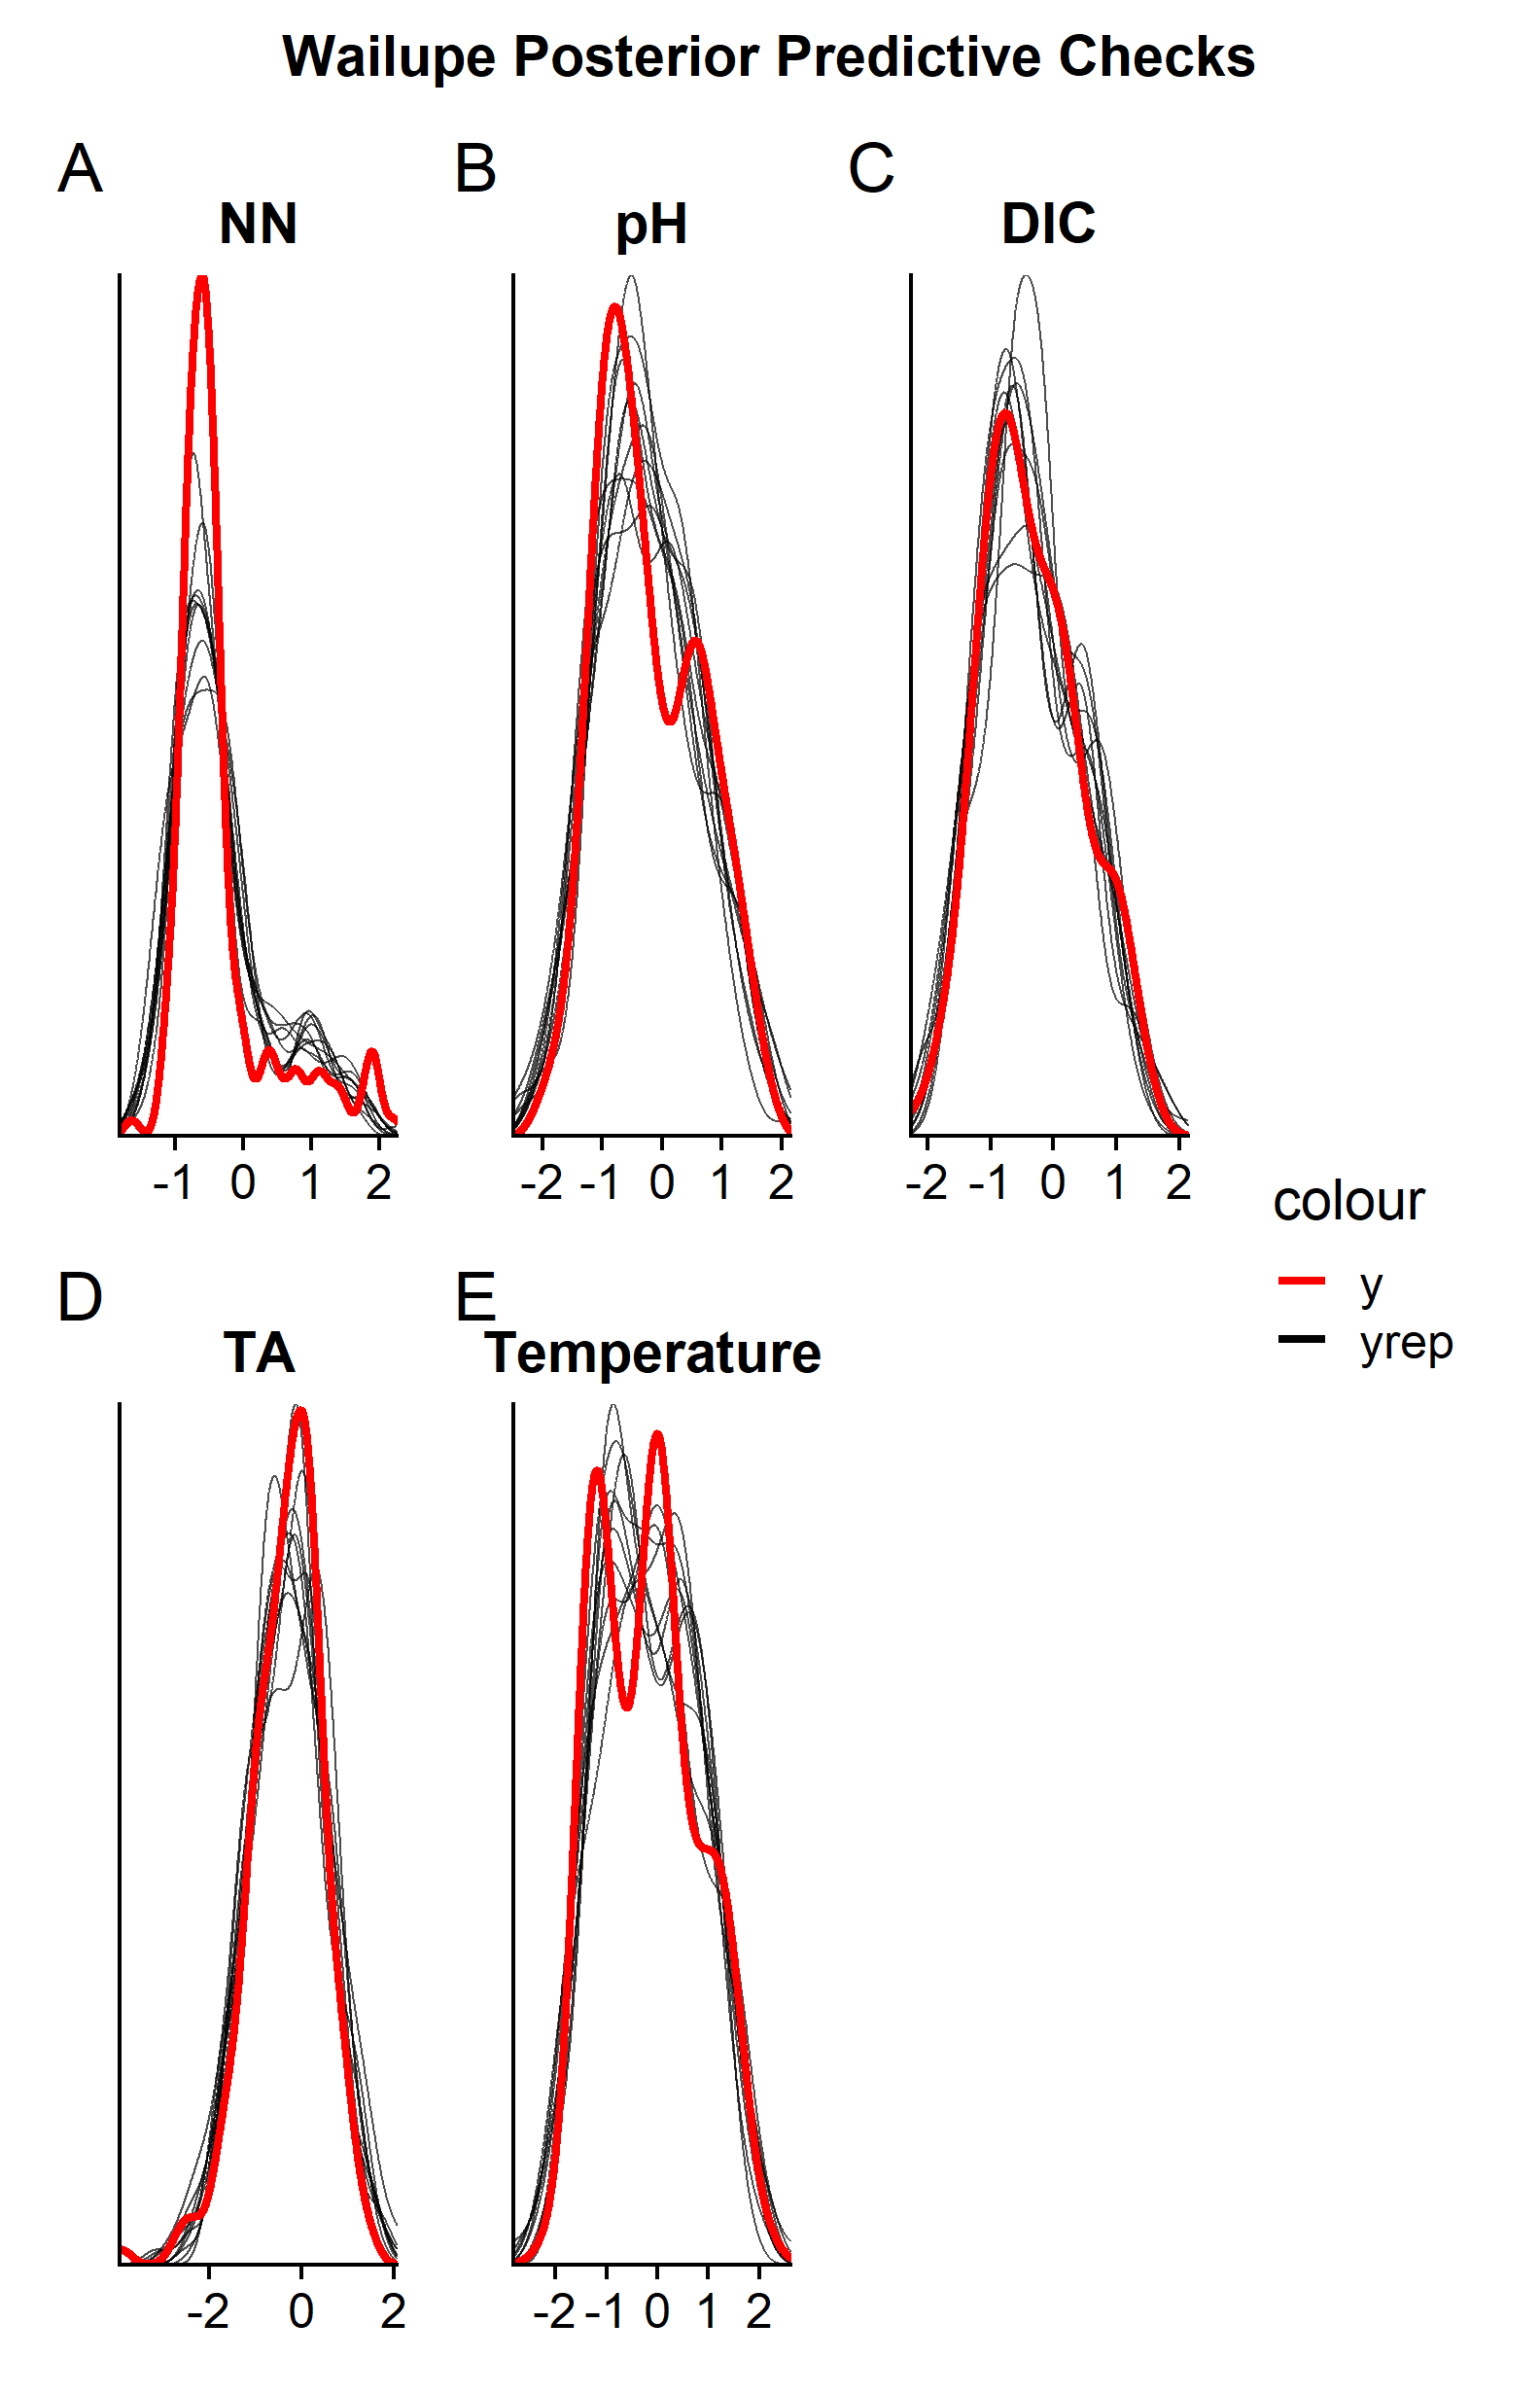 Wailupe Posterior Predictive Checks
A B C
NN pH DIC
-1 0 1 2 -2 -1 0 1 2 -2 -1 0 1 2
colour
y
yrep
D E
TA Temperature
-2 0 2 -2 -1 0 1 2